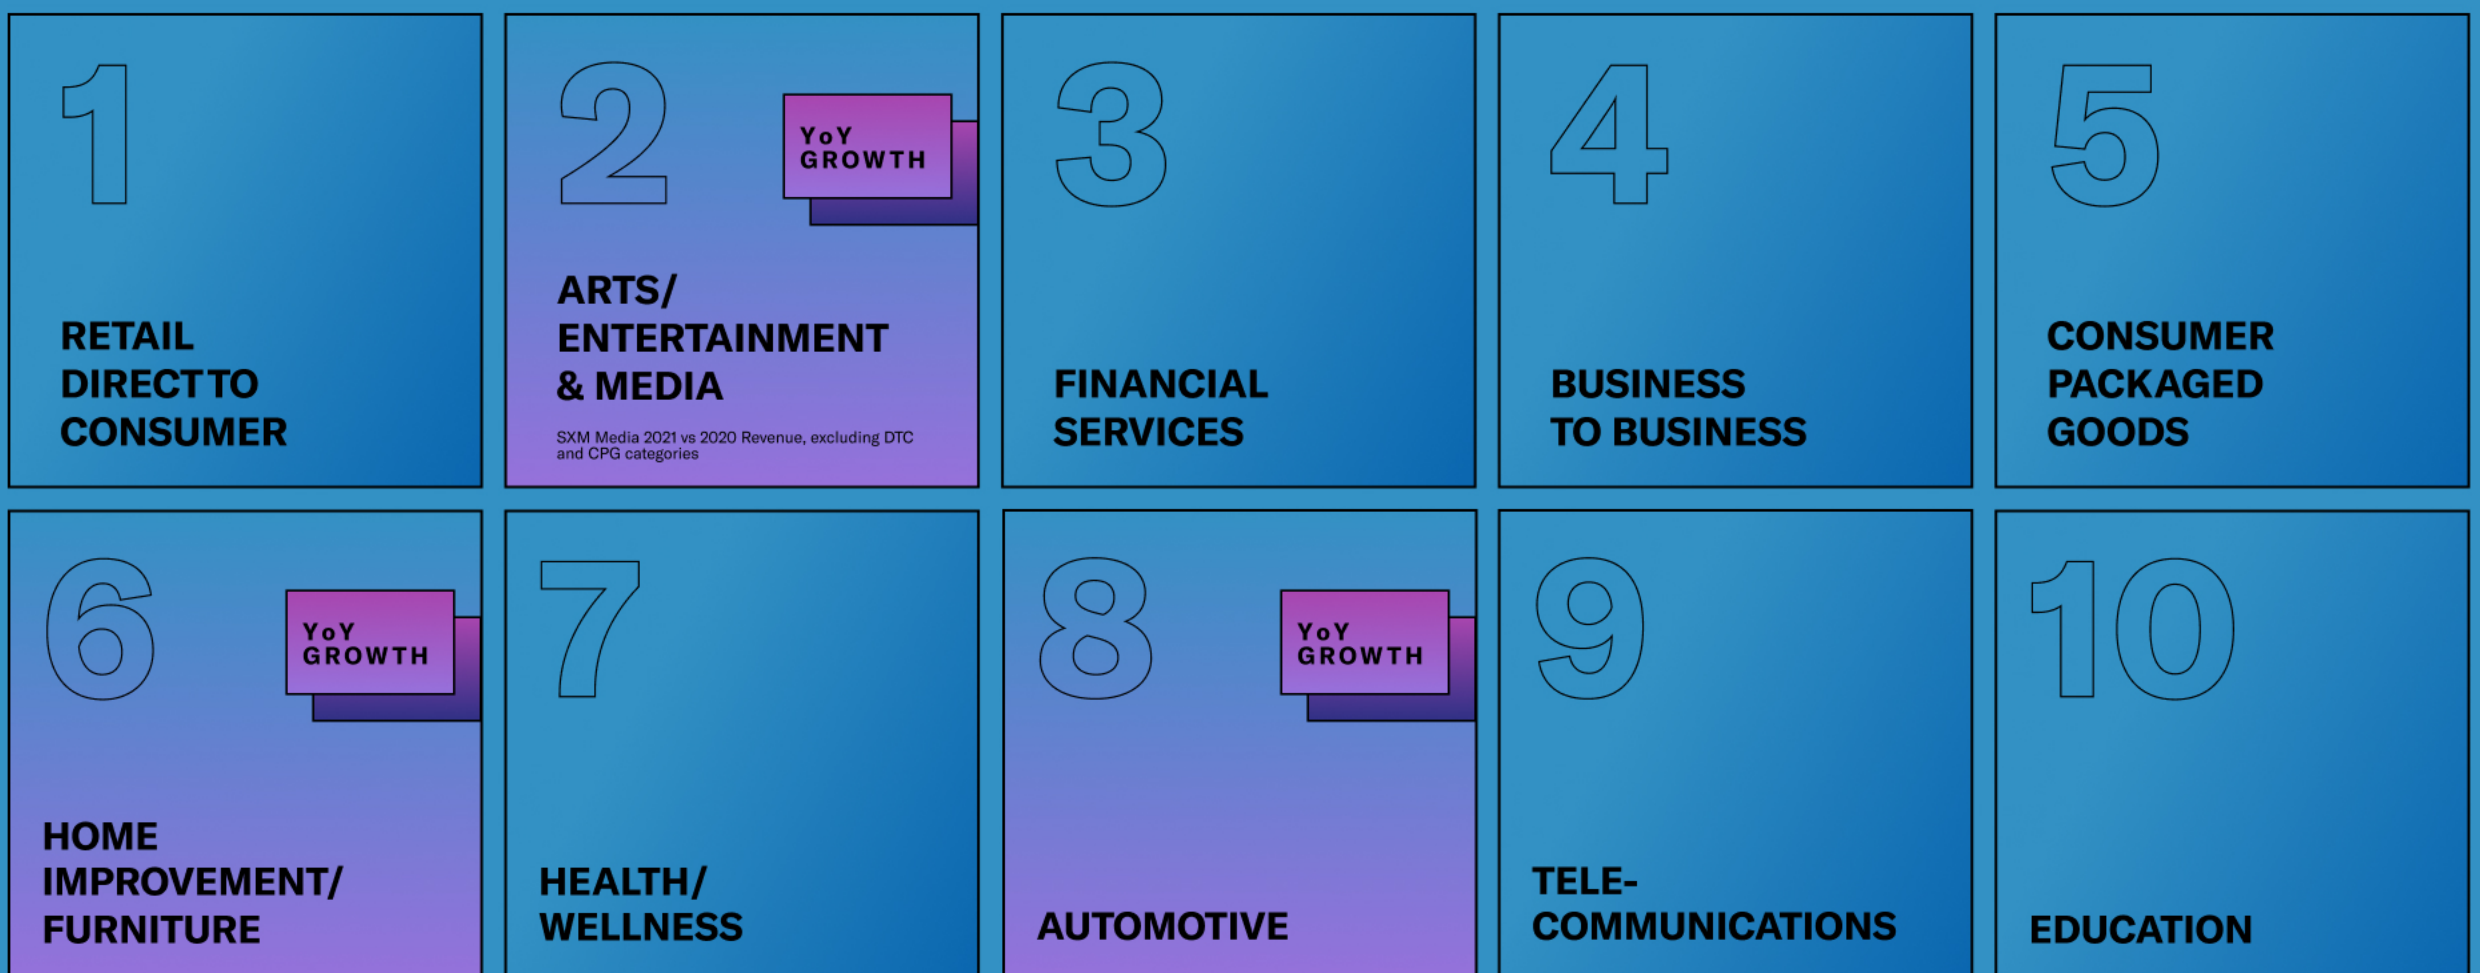 1
RETAIL
DIRECT TO
CONSUMER
2
YoY
GROWTH
ARTS/
ENTERTAINMENT
& MEDIA
SXM Media 2021 vs 2020 Revenue, excluding DTC
and CPG categories
3
FINANCIAL
SERVICES
4
BUSINESS
TO BUSINESS
5
CONSUMER
PACKAGED
GOODS
6
YoY
GROWTH
HOME
IMPROVEMENT/
FURNITURE
7
HEALTH/
WELLNESS
8
YoY
GROWTH
AUTOMOTIVE
9
TELE-
COMMUNICATIONS
10
EDUCATION